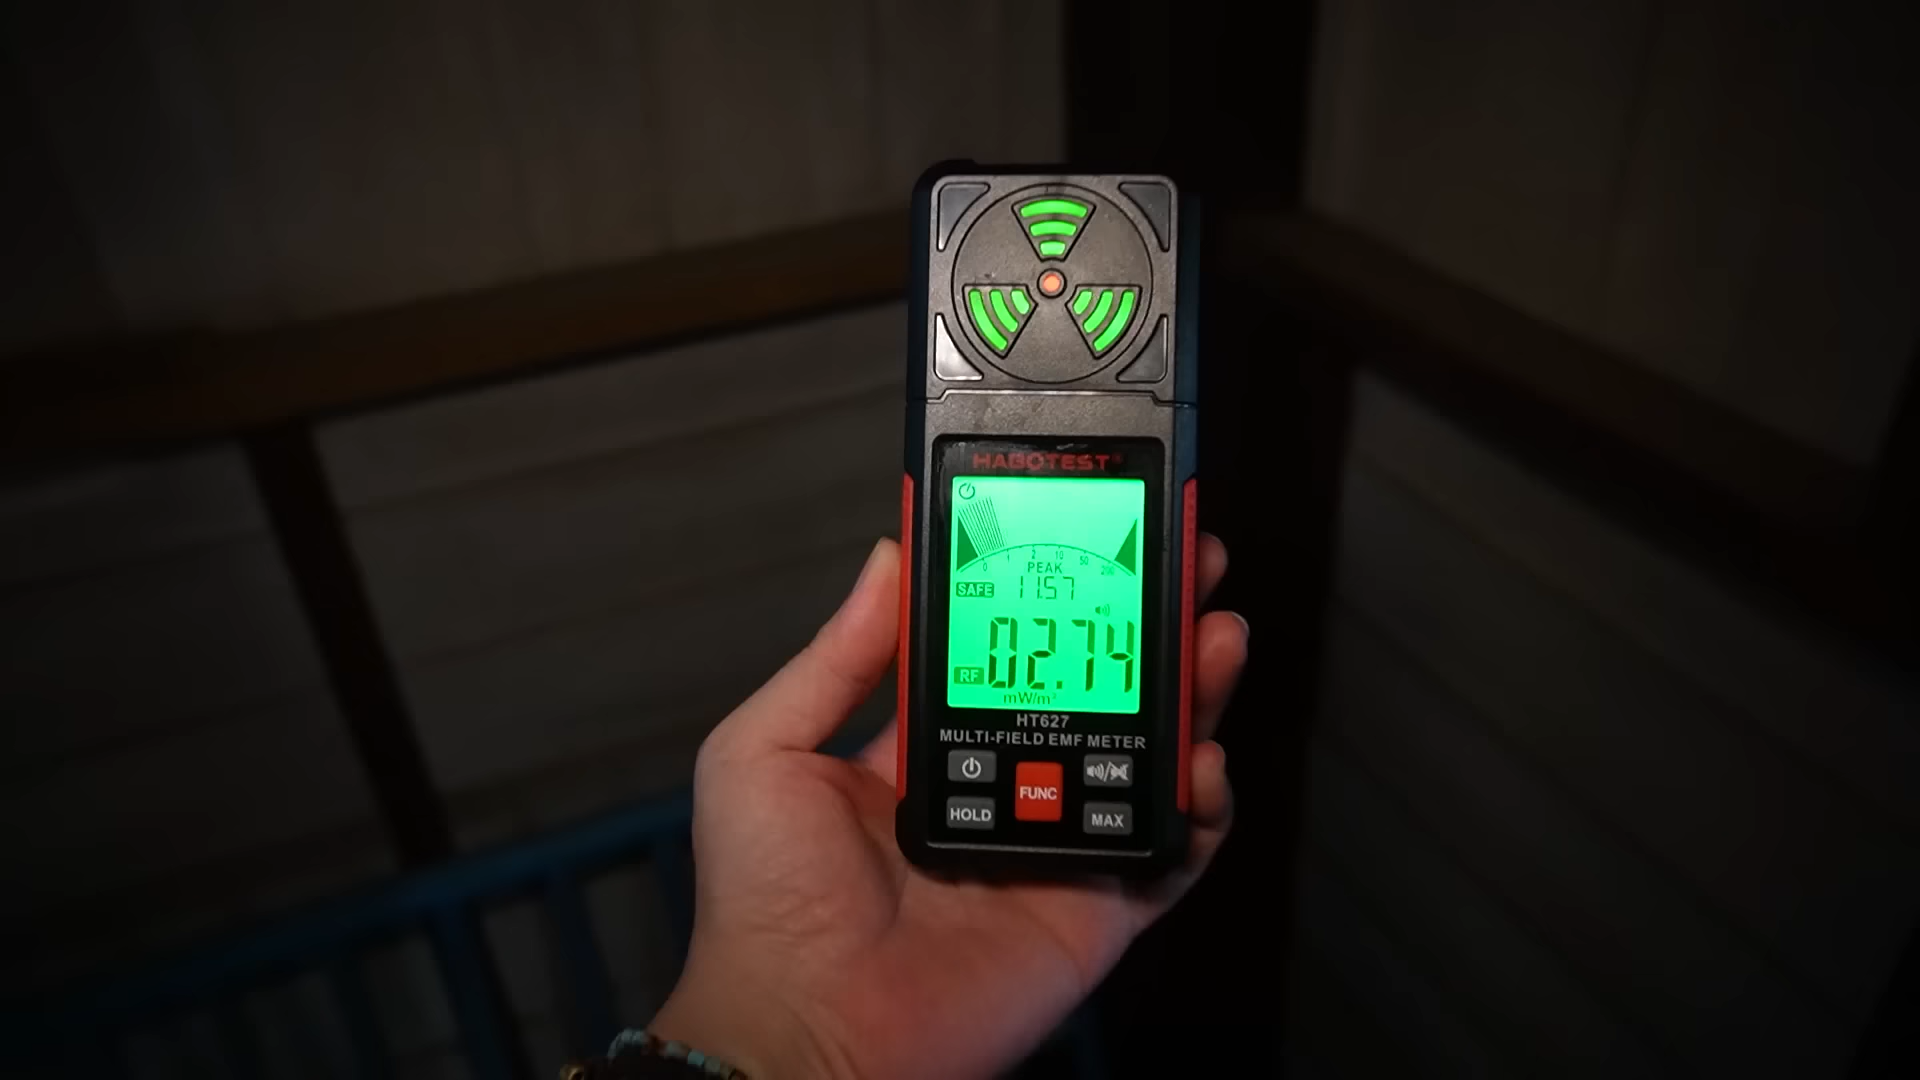 HABOTEST®
0 1 2 10 50 200
PEAK
SAFE 11.57
RF 02.74
mW/m²
HT627
MULTI-FIELD EMF METER
FUNC
HOLD MAX